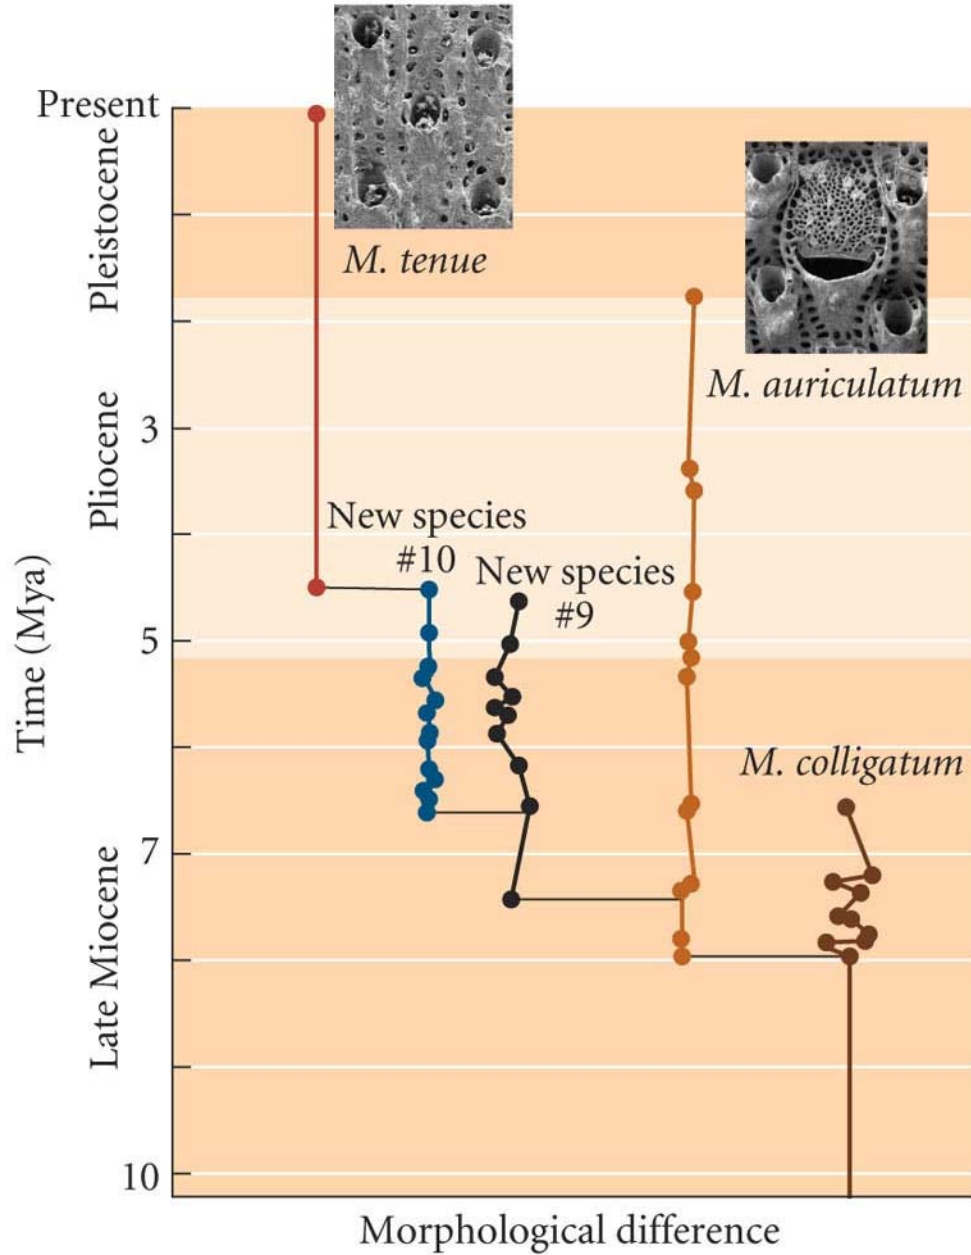 Present
Pleistocene
M. tenue
M. auriculatum
Pliocene
3
New species
#10
New species
#9
Time (Mya)
5
M. colligatum
7
Late Miocene
10
Morphological difference